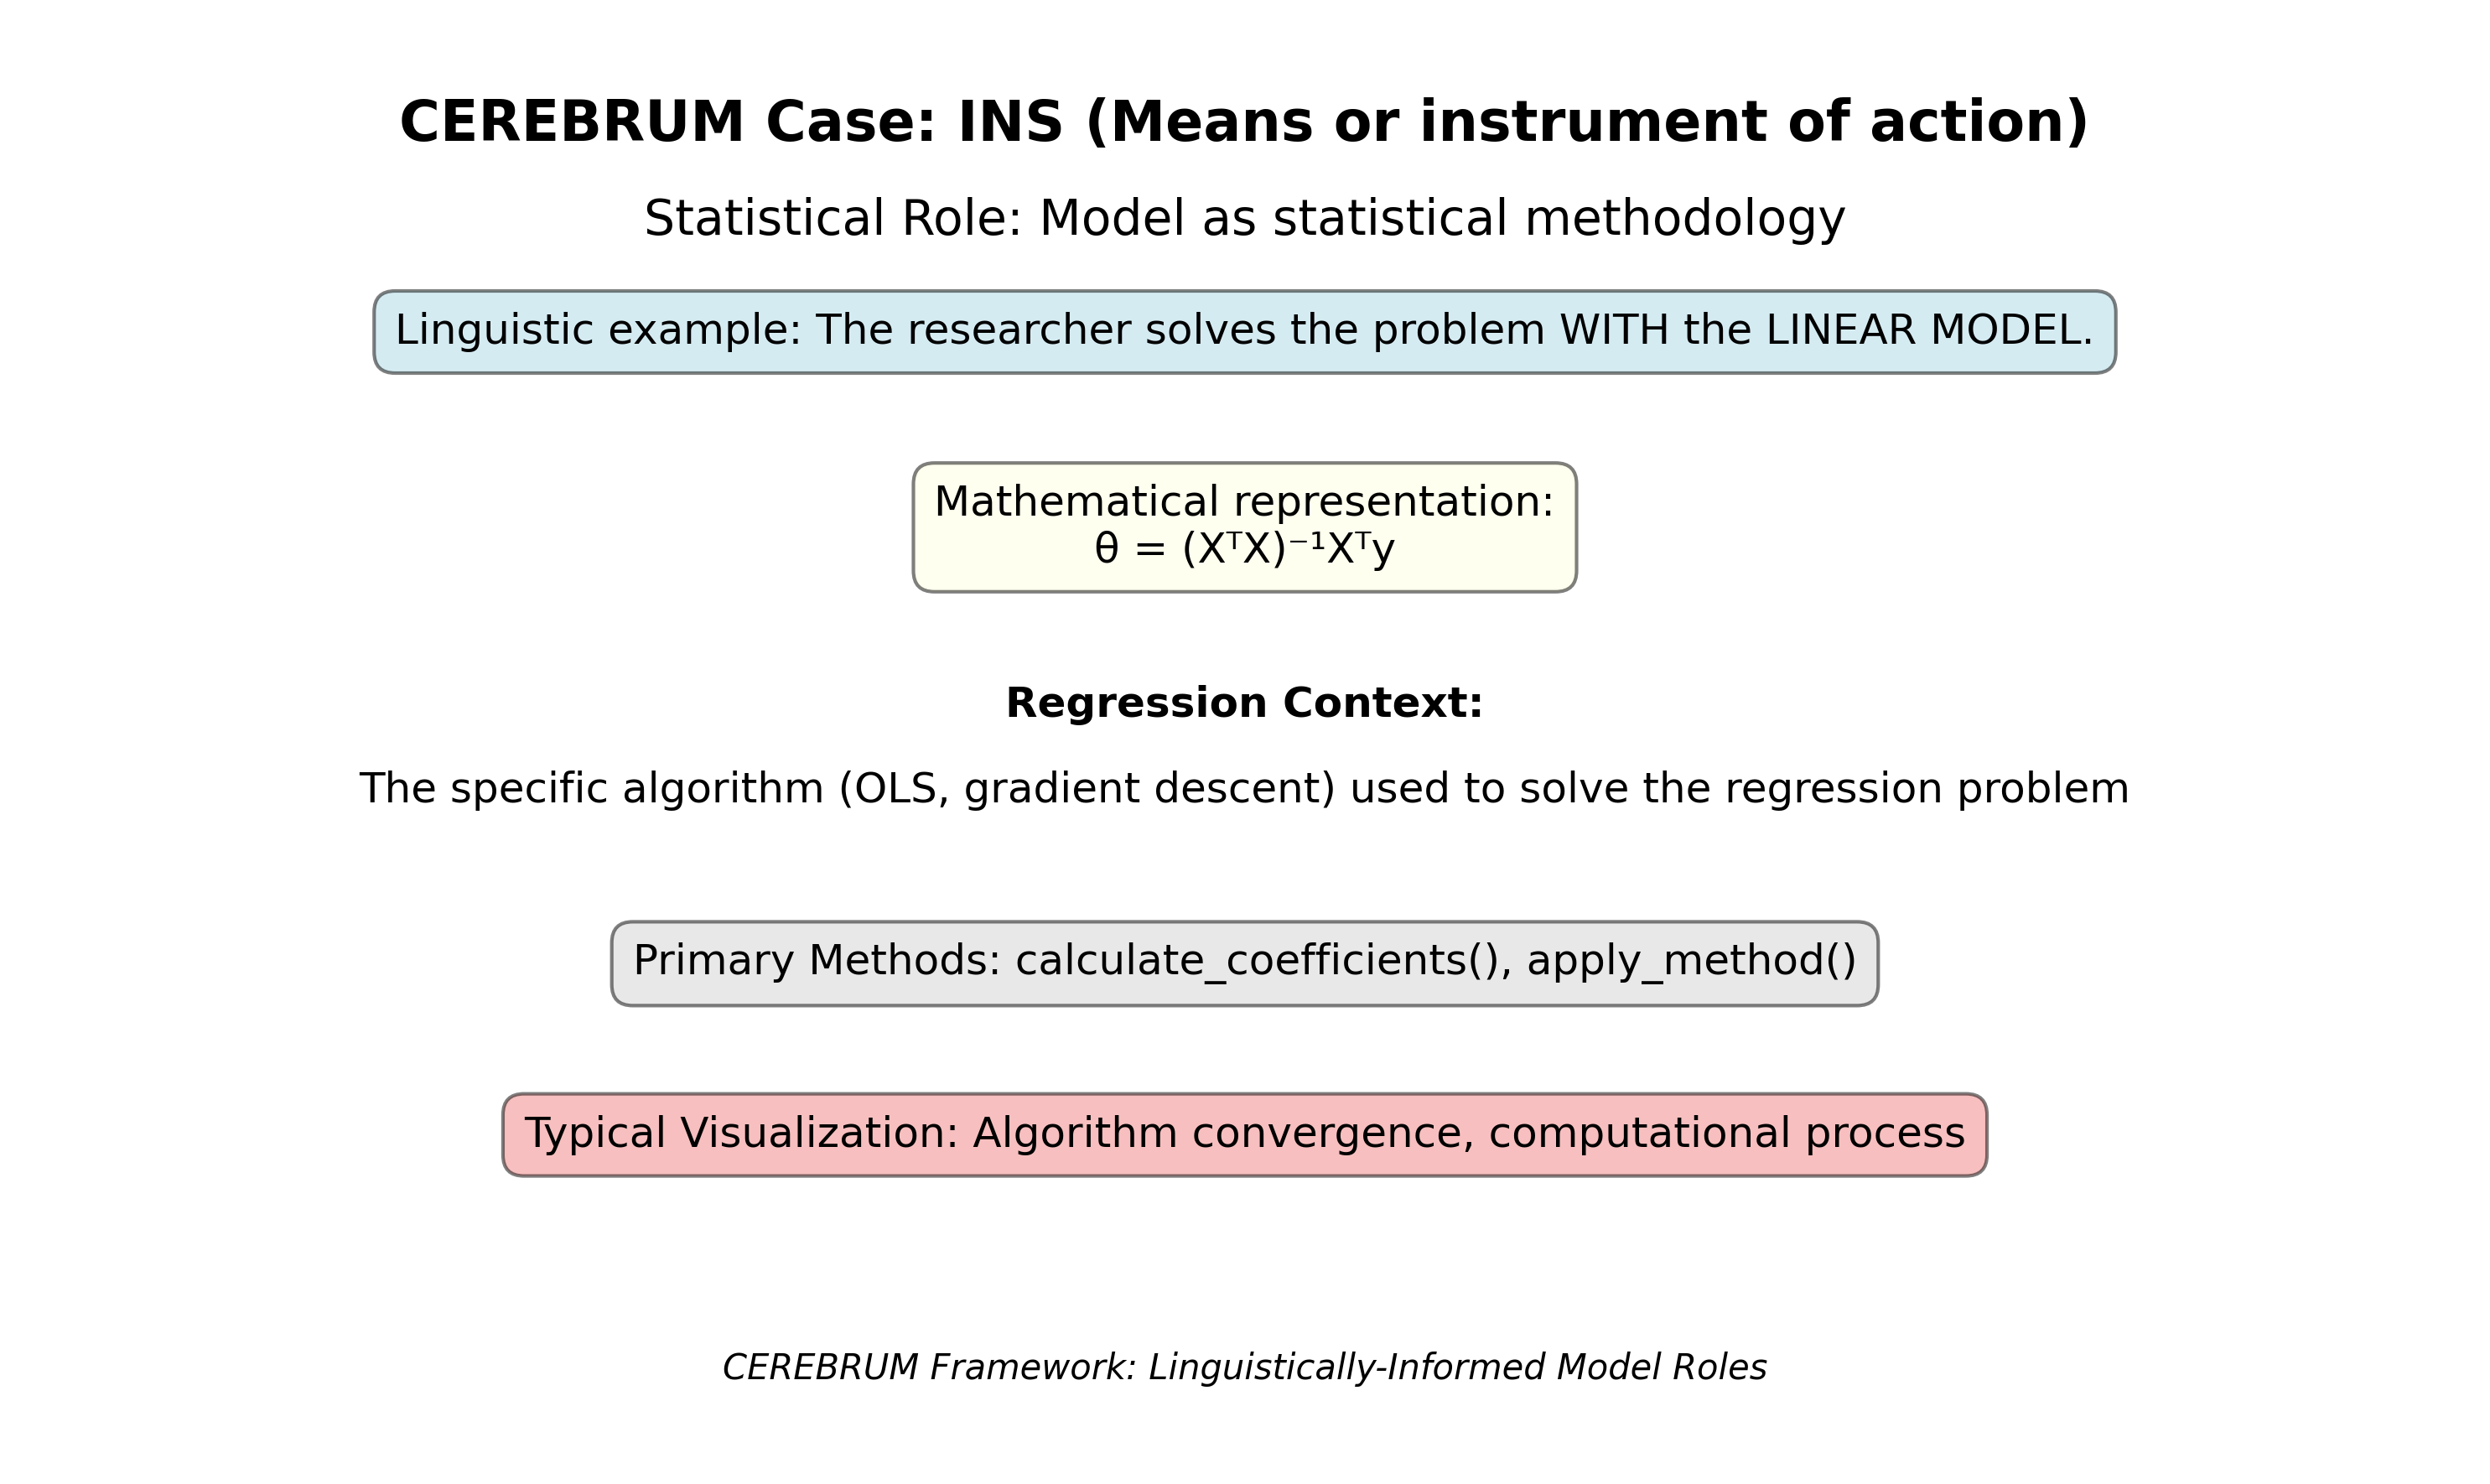 CEREBRUM Case: INS (Means or instrument of action)
Statistical Role: Model as statistical methodology
Linguistic example: The researcher solves the problem WITH the LINEAR MODEL.
Mathematical representation:
θ = (XᵀX)⁻¹Xᵀy
Regression Context:
The specific algorithm (OLS, gradient descent) used to solve the regression problem
Primary Methods: calculate_coefficients(), apply_method()
Typical Visualization: Algorithm convergence, computational process
CEREBRUM Framework: Linguistically-Informed Model Roles